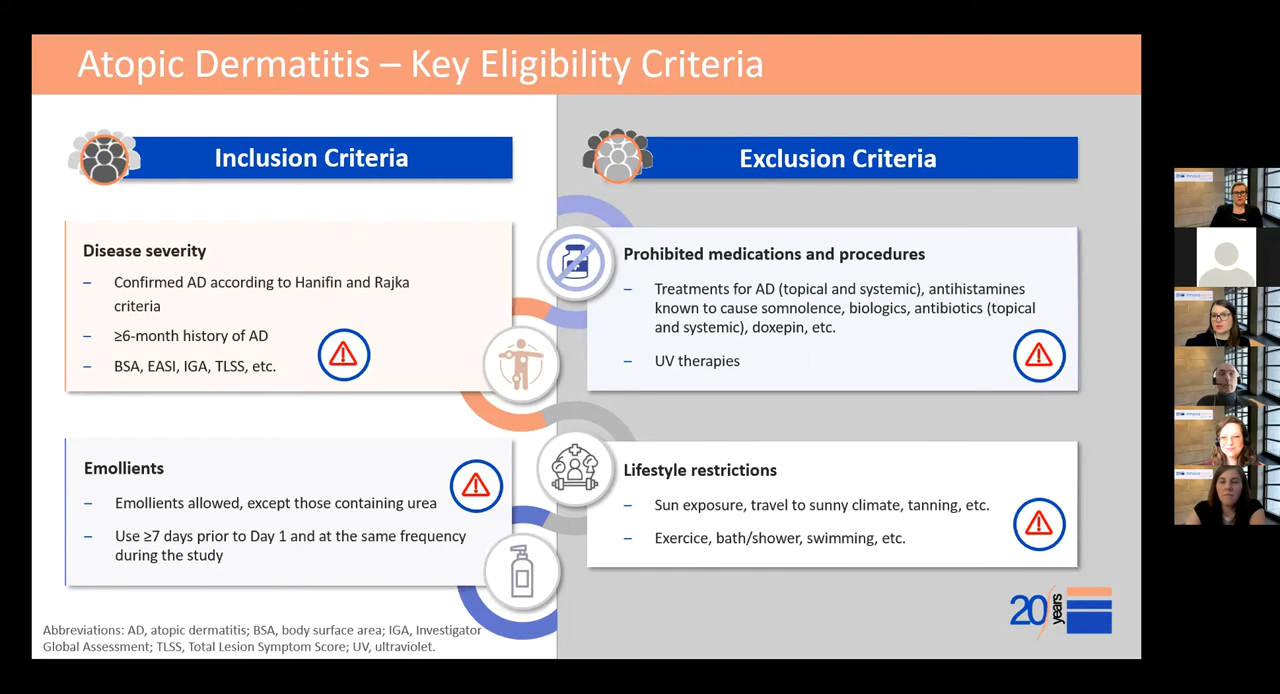 Atopic Dermatitis – Key Eligibility Criteria
Inclusion Criteria
Disease severity
– Confirmed AD according to Hanifin and Rajka
criteria
– ≥6-month history of AD
– BSA, EASI, IGA, TLSS, etc.
Emollients
– Emollients allowed, except those containing urea
– Use ≥7 days prior to Day 1 and at the same frequency
during the study
Abbreviations: AD, atopic dermatitis; BSA, body surface area; IGA, Investigator
Global Assessment; TLSS, Total Lesion Symptom Score; UV, ultraviolet.
Exclusion Criteria
Prohibited medications and procedures
– Treatments for AD (topical and systemic), antihistamines
known to cause somnolence, biologics, antibiotics (topical
and systemic), doxepin, etc.
– UV therapies
Lifestyle restrictions
– Sun exposure, travel to sunny climate, tanning, etc.
– Exercice, bath/shower, swimming, etc.
20 years